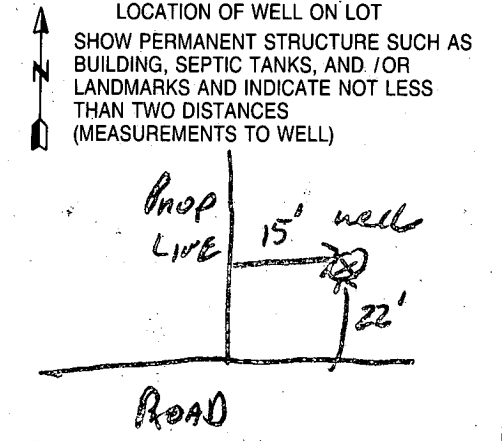 LOCATION OF WELL ON LOT
SHOW PERMANENT STRUCTURE SUCH AS
N BUILDING, SEPTIC TANKS, AND /OR
LANDMARKS AND INDICATE NOT LESS
THAN TWO DISTANCES
(MEASUREMENTS TO WELL)
PROP
LINE
15' well
22'
ROAD